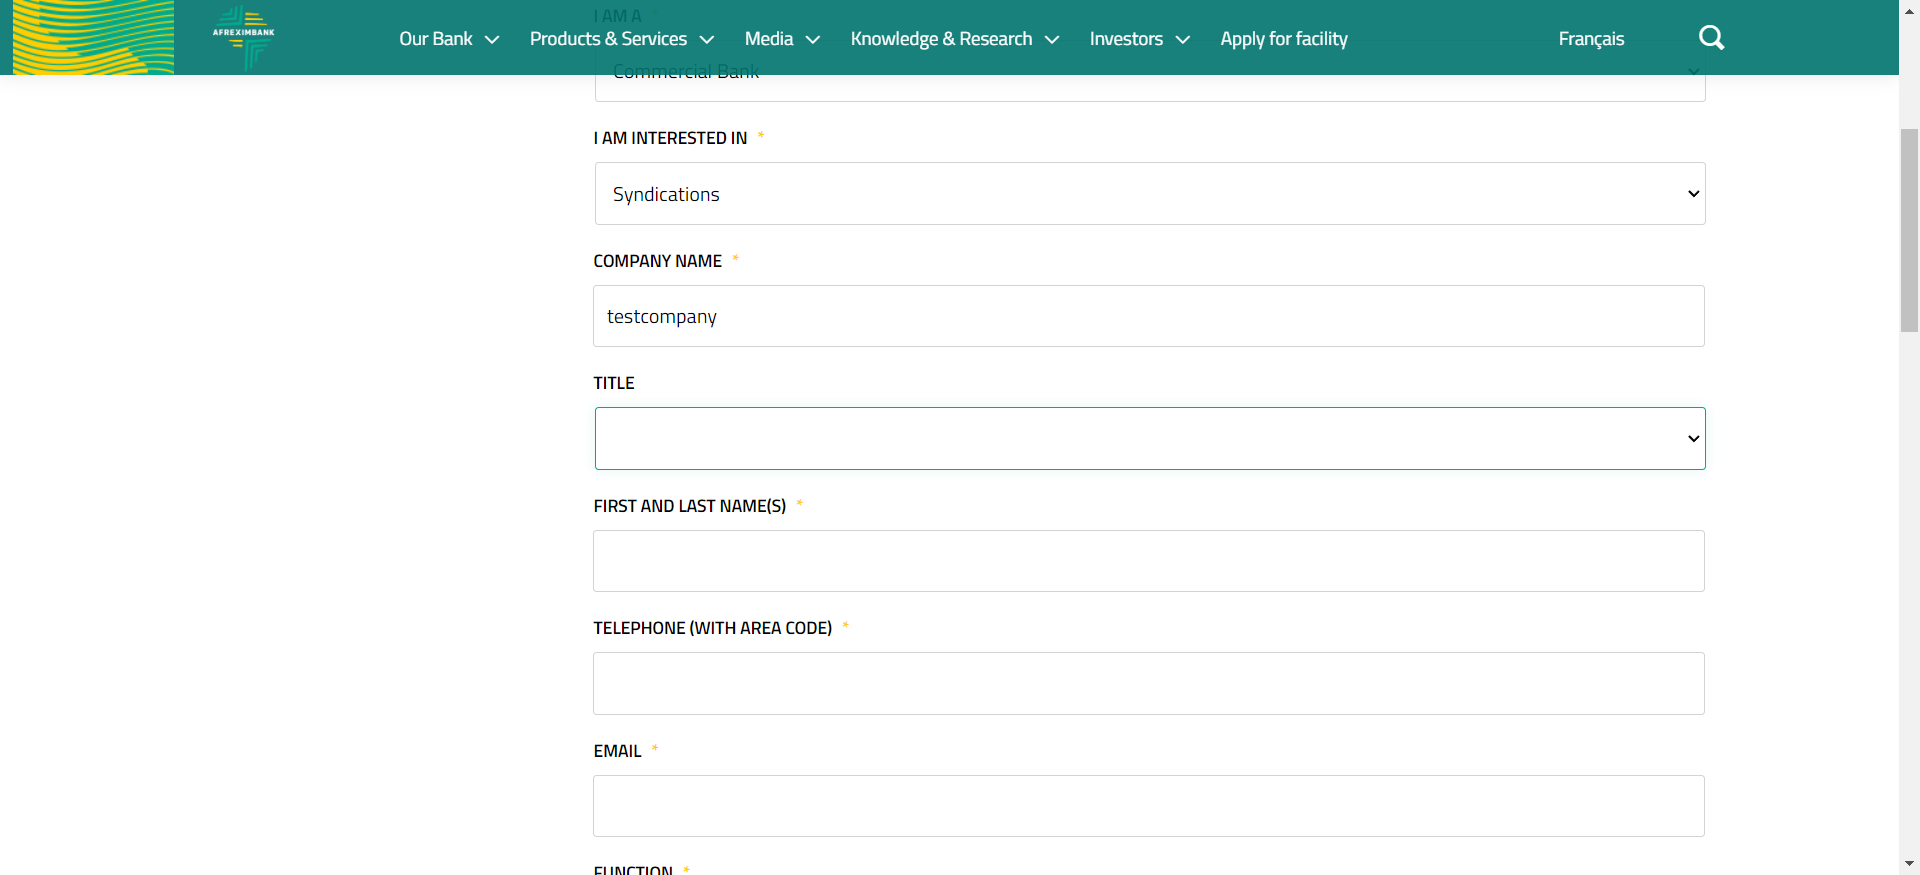 I AM A *
AFREXIMBANK
Our Bank
Products & Services
Media
Knowledge & Research
Investors
Apply for facility
Français
Commercial Bank
I AM INTERESTED IN *
Syndications
COMPANY NAME *
testcompany
TITLE
FIRST AND LAST NAME(S) *
TELEPHONE (WITH AREA CODE) *
EMAIL *
FUNCTION *